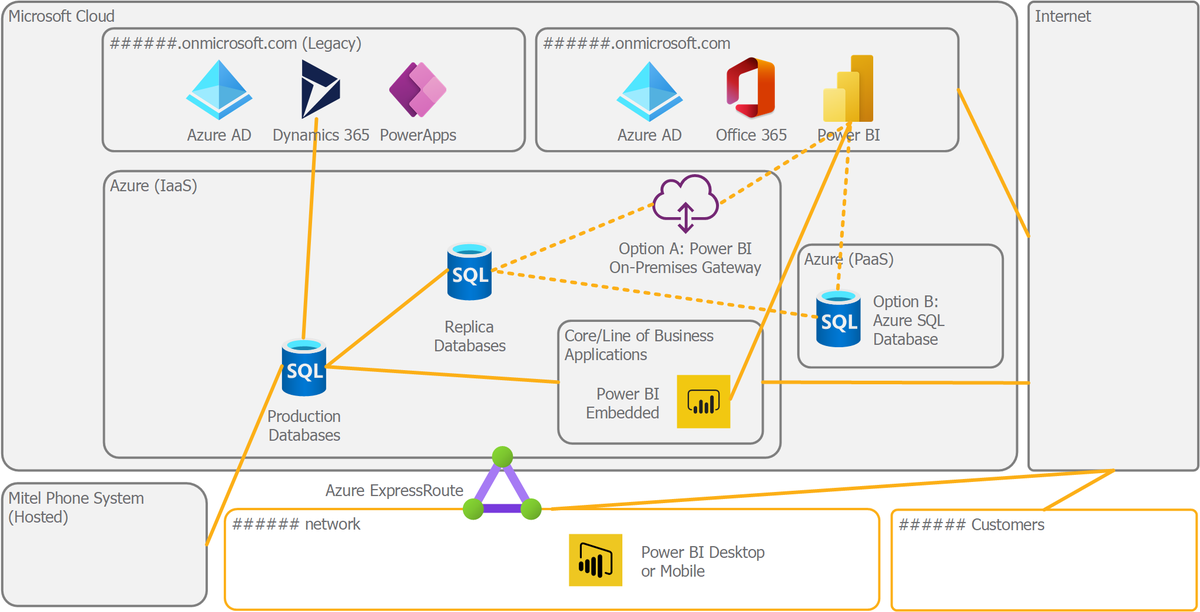 Microsoft Cloud
######.onmicrosoft.com (Legacy)
Azure AD
Dynamics 365
PowerApps
######.onmicrosoft.com
Azure AD
Office 365
Power BI
Internet
Azure (IaaS)
Option A: Power BI
On-Premises Gateway
SQL
Replica
Databases
Azure (PaaS)
SQL
Option B:
Azure SQL
Database
Core/Line of Business
Applications
Power BI
Embedded
SQL
Production
Databases
Mitel Phone System
(Hosted)
Azure ExpressRoute
###### network
Power BI Desktop
or Mobile
###### Customers